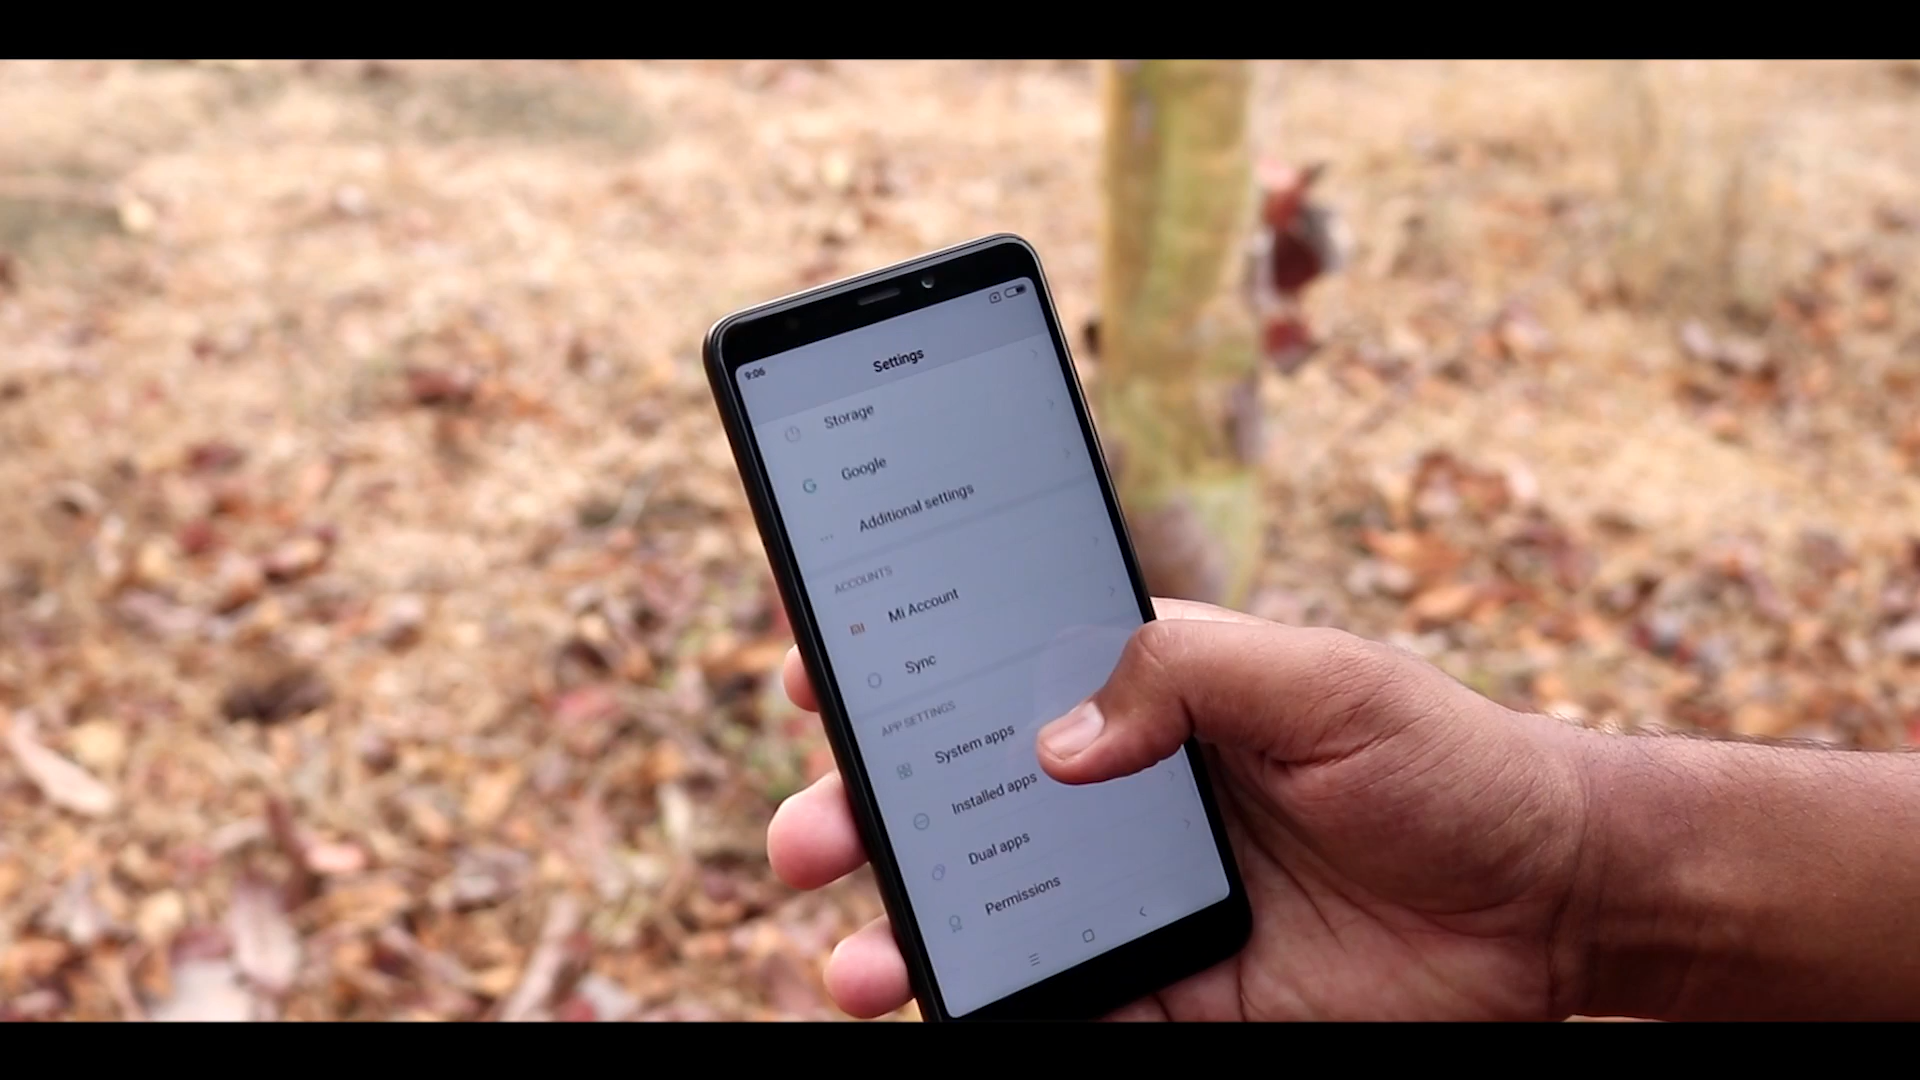 9:06
Settings
Storage
Google
Additional settings
ACCOUNTS
Mi Account
Sync
APP SETTINGS
System apps
Installed apps
Dual apps
Permissions